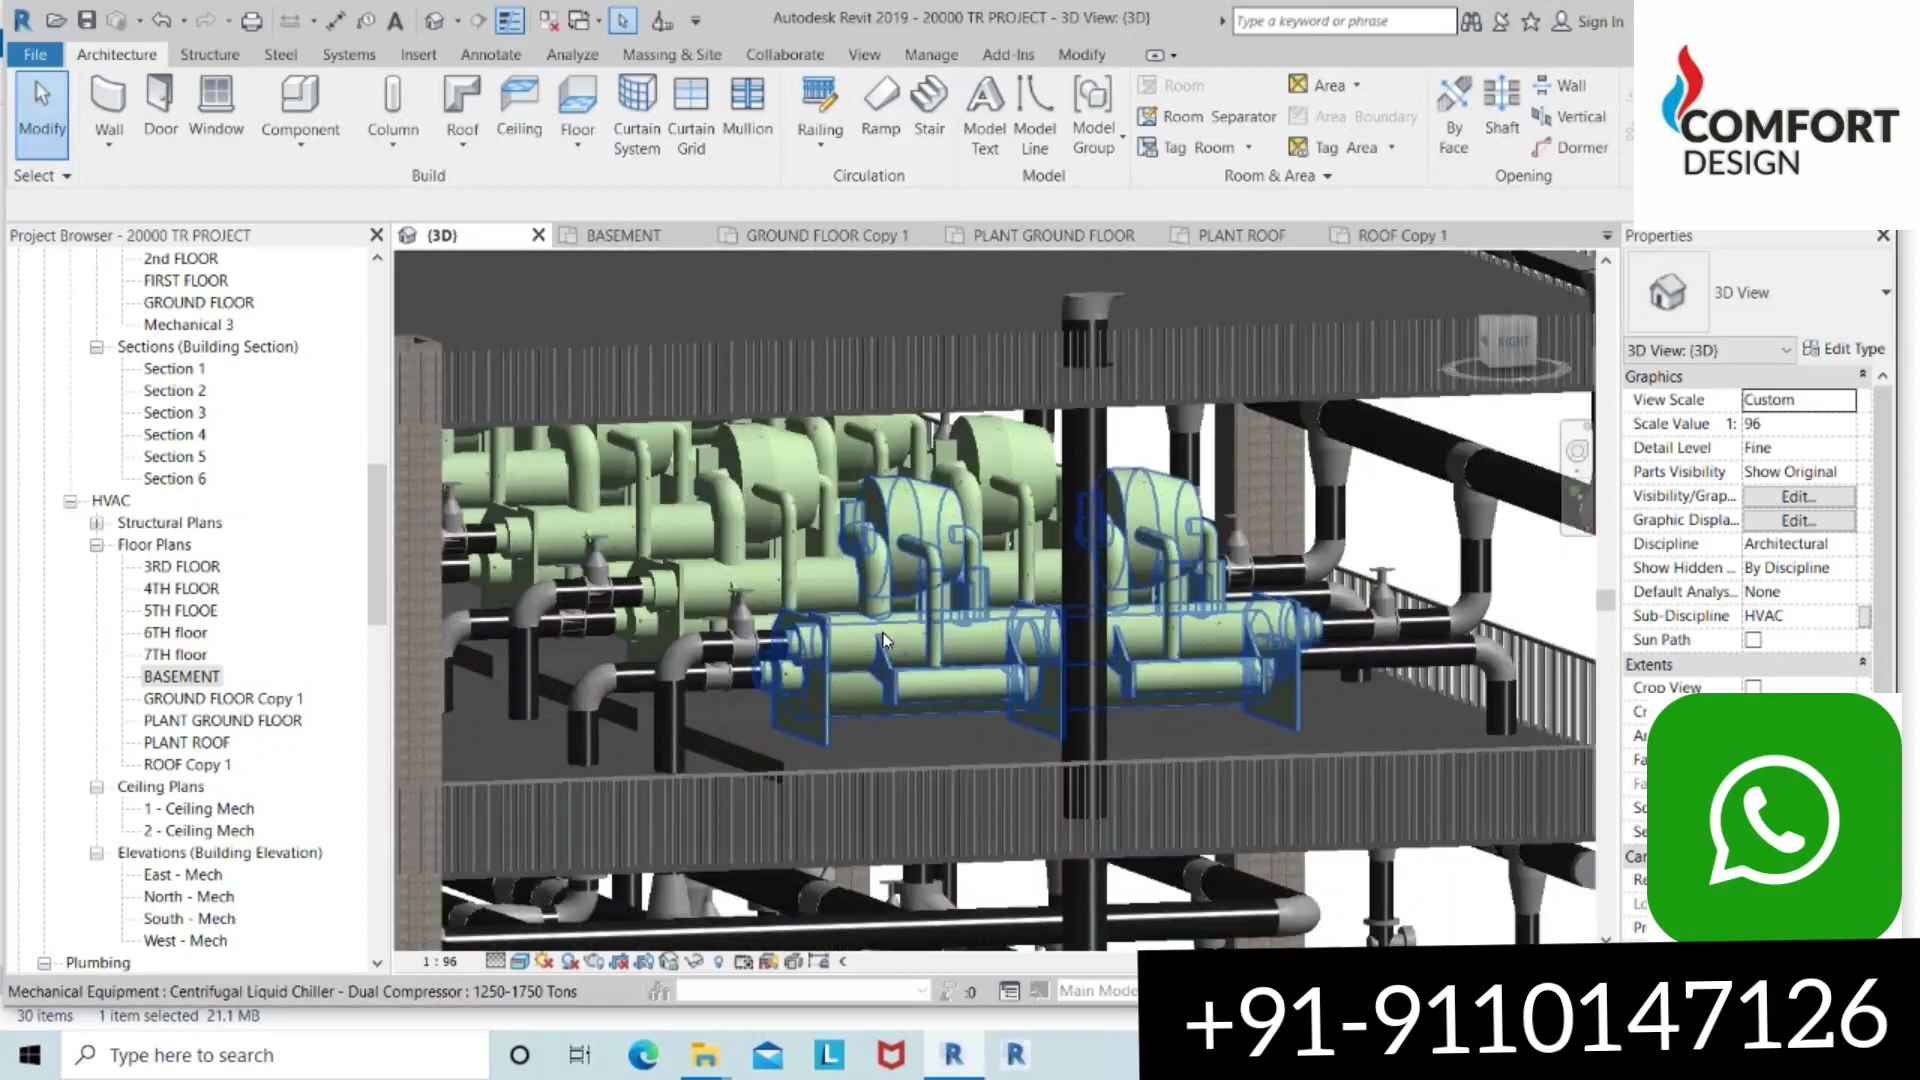 Autodesk Revit 2019 - 20000 TR PROJECT - 3D View: {3D}
Type a keyword or phrase
Sign In
File Architecture Structure Steel Systems Insert Annotate Analyze Massing & Site Collaborate View Manage Add-Ins Modify
Modify
Wall
Door
Window
Component
Column
Roof
Ceiling
Floor
Curtain System
Curtain Grid
Mullion
Railing
Ramp
Stair
Model Text
Model Line
Model Group
Room
Room Separator
Tag Room
Area
Area Boundary
Tag Area
By Face
Shaft
Wall
Vertical
Dormer
Select
Build
Circulation
Model
Room & Area
Opening
COMFORT
DESIGN
Project Browser - 20000 TR PROJECT
2nd FLOOR
FIRST FLOOR
GROUND FLOOR
Mechanical 3
Sections (Building Section)
Section 1
Section 2
Section 3
Section 4
Section 5
Section 6
HVAC
Structural Plans
Floor Plans
3RD FLOOR
4TH FLOOR
5TH FLOOE
6TH floor
7TH floor
BASEMENT
GROUND FLOOR Copy 1
PLANT GROUND FLOOR
PLANT ROOF
ROOF Copy 1
Ceiling Plans
1 - Ceiling Mech
2 - Ceiling Mech
Elevations (Building Elevation)
East - Mech
North - Mech
South - Mech
West - Mech
Plumbing
{3D} BASEMENT GROUND FLOOR Copy 1 PLANT GROUND FLOOR PLANT ROOF ROOF Copy 1
RIGHT
1 : 96
Properties
3D View
3D View: {3D} Edit Type
Graphics
View Scale Custom
Scale Value 1: 96
Detail Level Fine
Parts Visibility Show Original
Visibility/Grap... Edit...
Graphic Displa... Edit...
Discipline Architectural
Show Hidden ... By Discipline
Default Analys... None
Sub-Discipline HVAC
Sun Path
Extents
Crop View
Mechanical Equipment : Centrifugal Liquid Chiller - Dual Compressor : 1250-1750 Tons
:0
Main Mode
30 items 1 item selected 21.1 MB
Type here to search
+91-9110147126